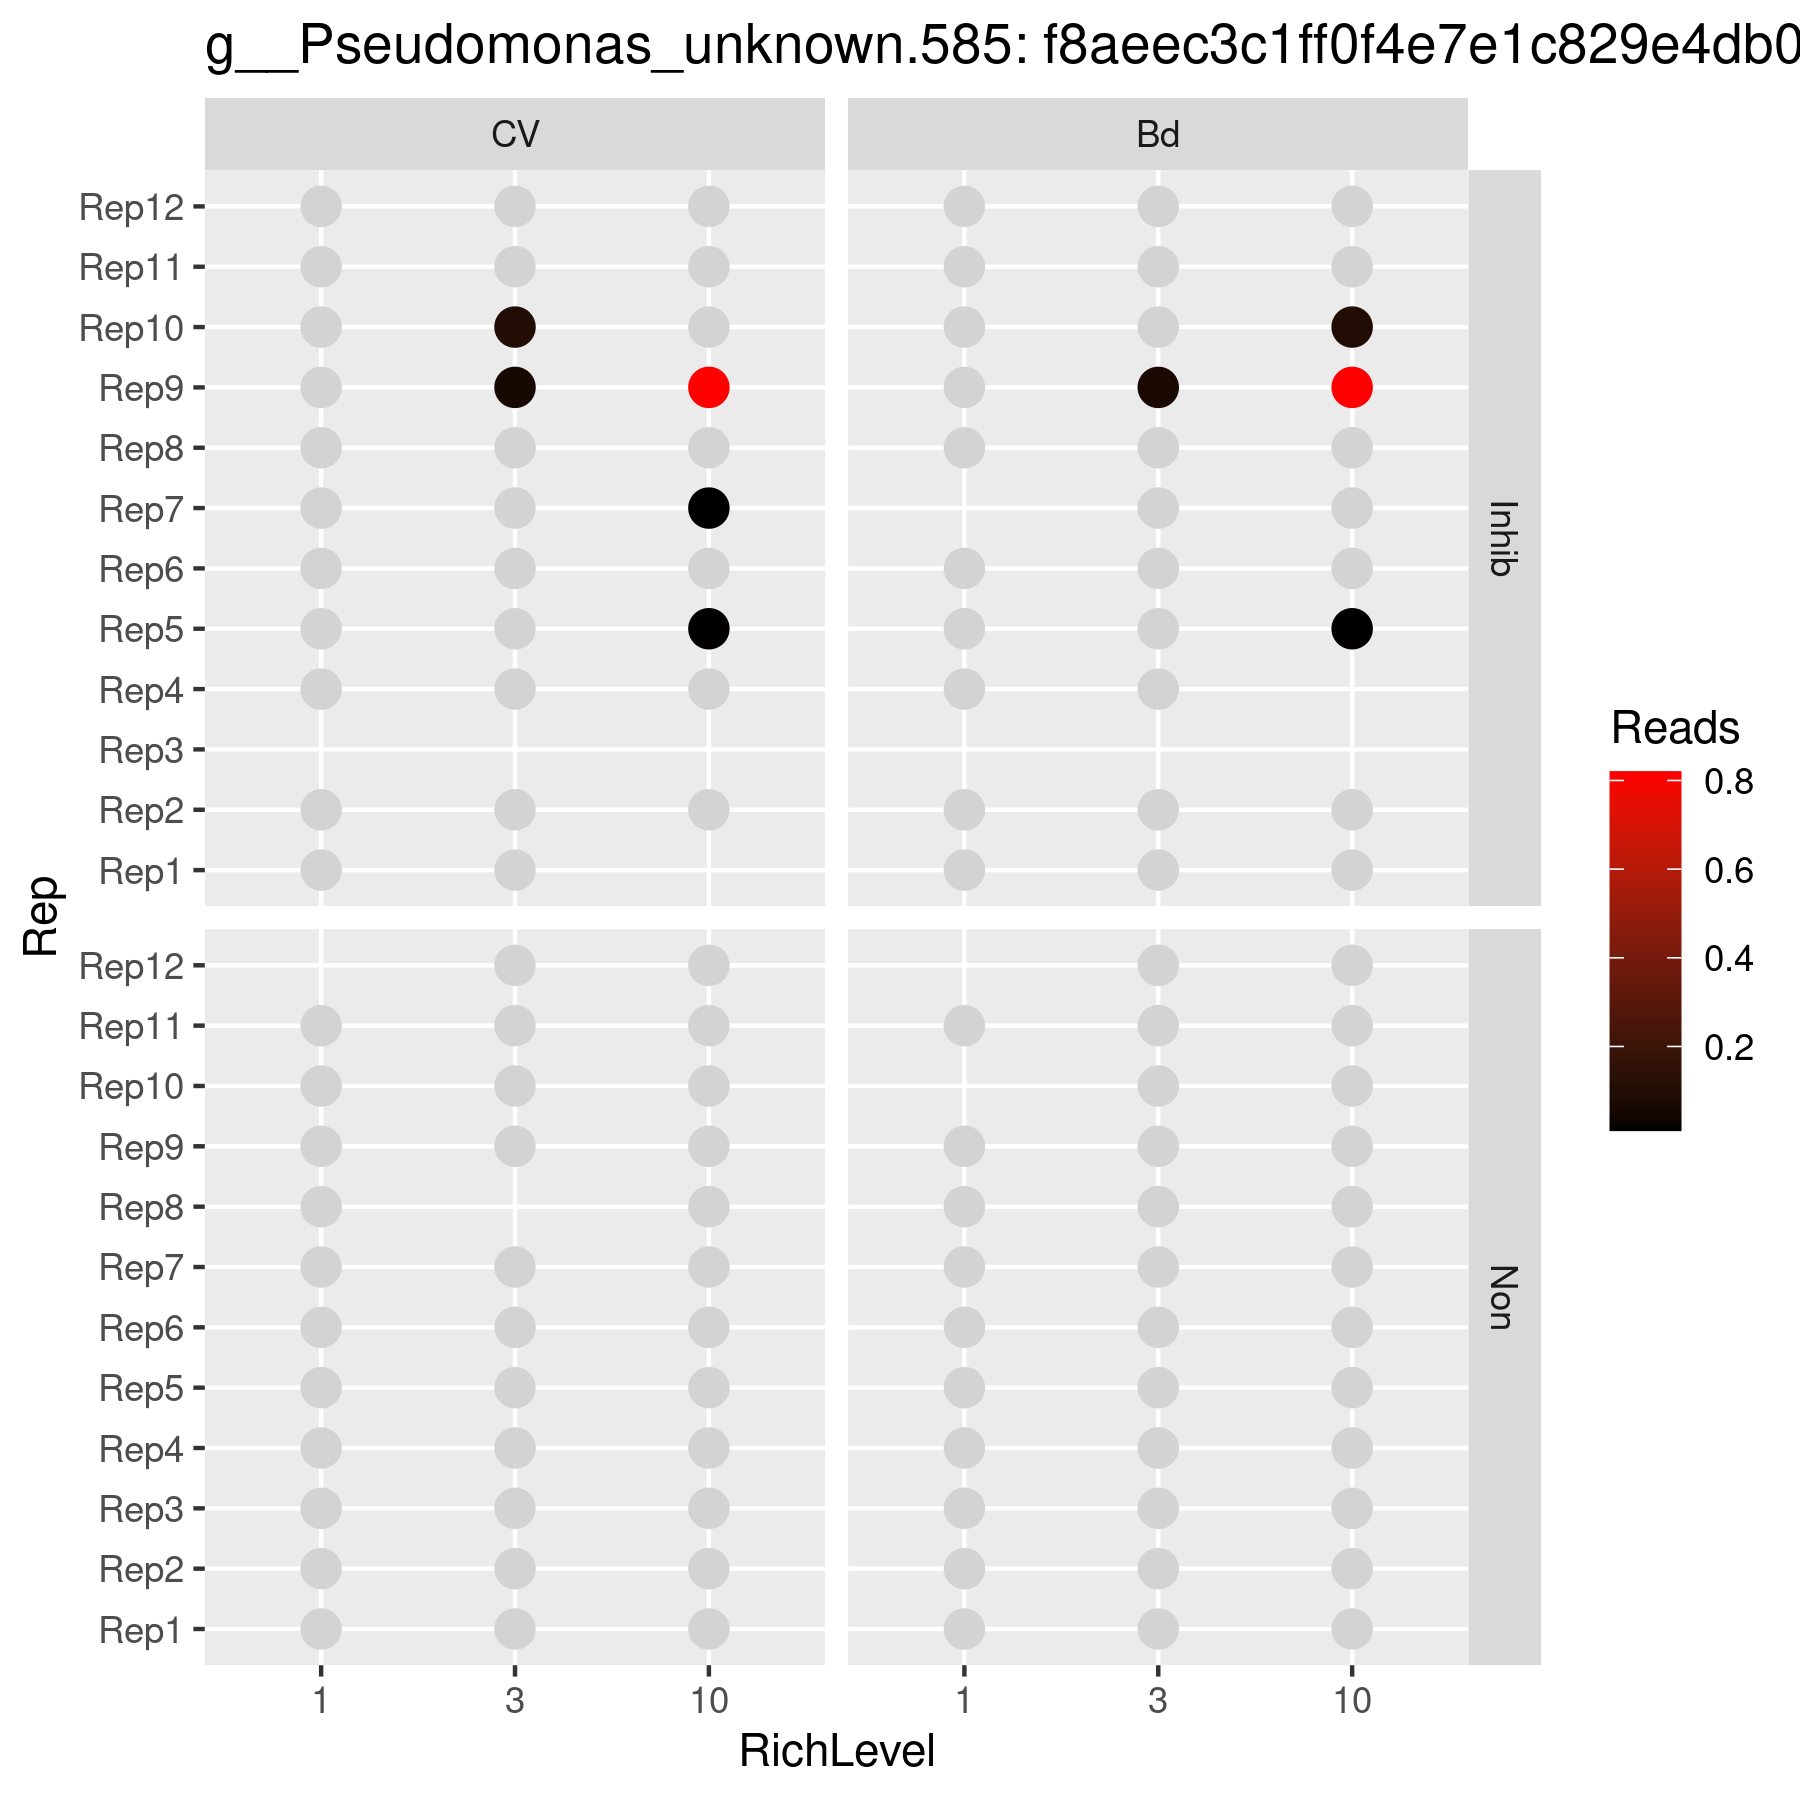 g__Pseudomonas_unknown.585: f8aeec3c1ff0f4e7e1c829e4db0
CV
Bd
Rep12
Rep11
Rep10
Rep9
Rep8
Rep7
Rep6
Rep5
Rep4
Rep3
Rep2
Rep1
Inhib
Rep12
Rep11
Rep10
Rep9
Rep8
Rep7
Rep6
Rep5
Rep4
Rep3
Rep2
Rep1
Non
Rep
1 3 10
1 3 10
RichLevel
Reads
0.8
0.6
0.4
0.2